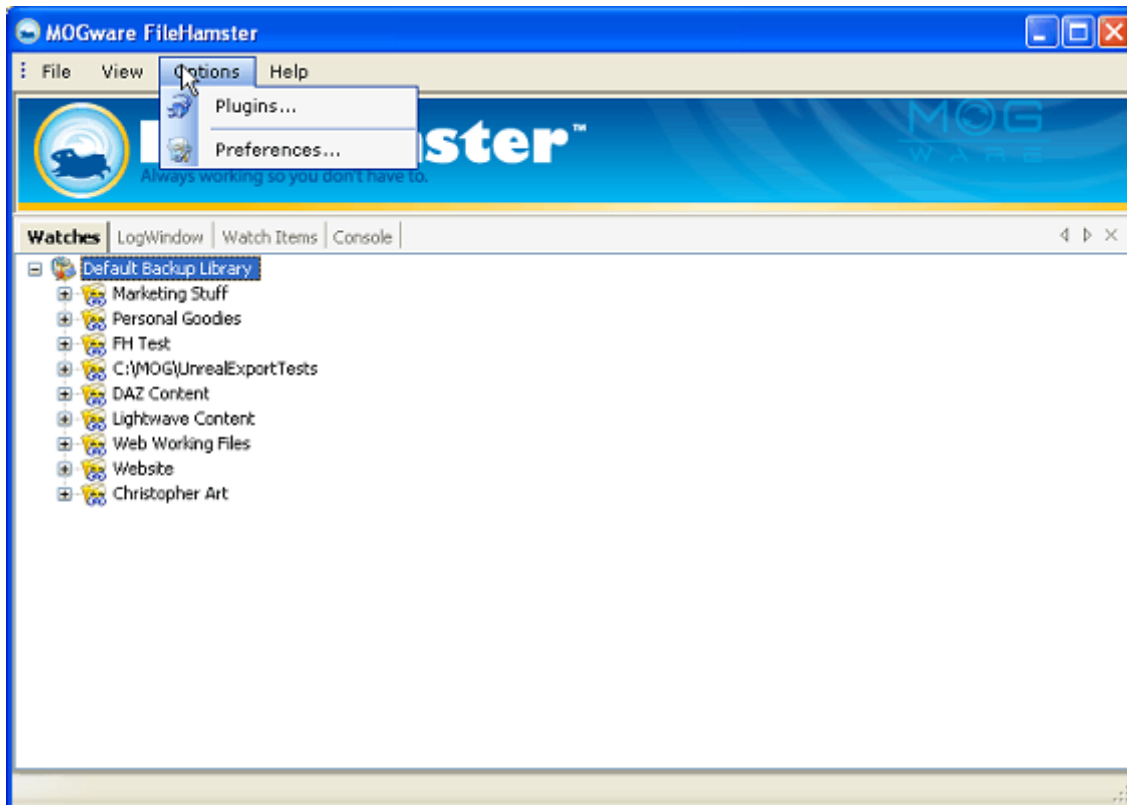 MOGware FileHamster
File View Options Help
Plugins...
Preferences...
ster™
MOG
WARE
Always working so you don't have to.
Watches LogWindow Watch Items Console
Default Backup Library
Marketing Stuff
Personal Goodies
FH Test
C:\MOG\UnrealExportTests
DAZ Content
Lightwave Content
Web Working Files
Website
Christopher Art